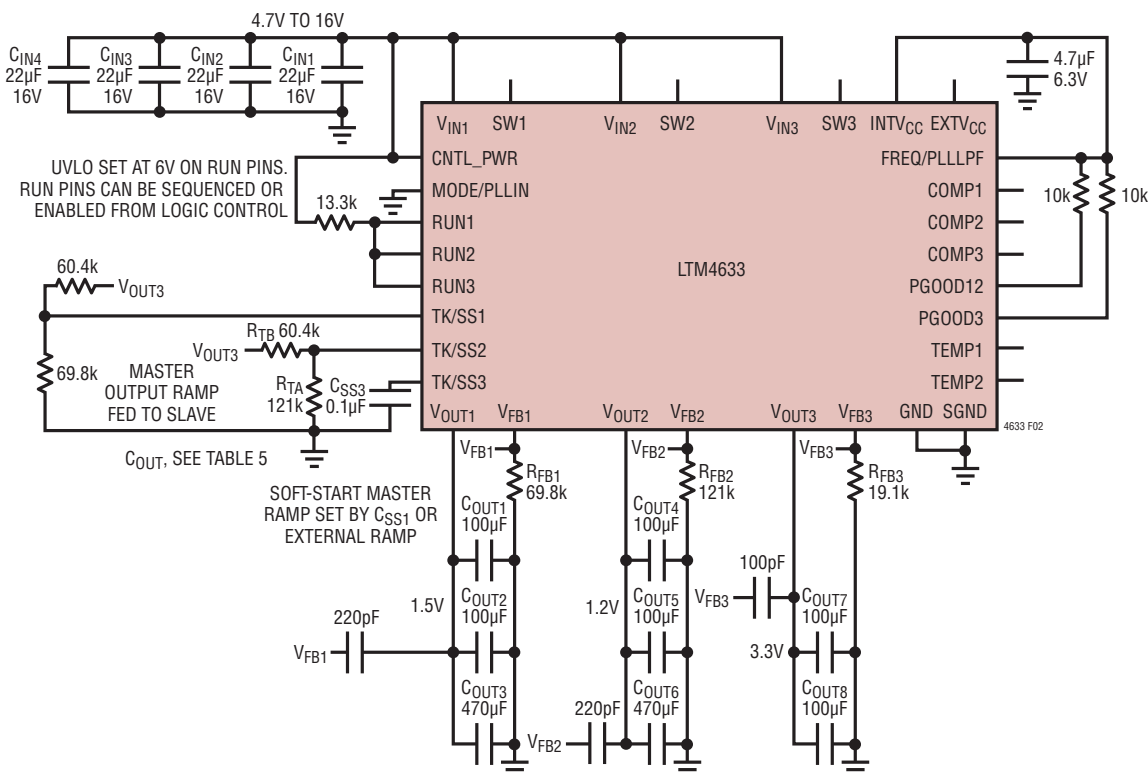 4.7V TO 16V
CIN4
22µF
16V
CIN3
22µF
16V
CIN2
22µF
16V
CIN1
22µF
16V
4.7µF
6.3V
VIN1
SW1
VIN2
SW2
VIN3
SW3
INTVCC
EXTVCC
CNTL_PWR
MODE/PLLIN
RUN1
RUN2
RUN3
TK/SS1
TK/SS2
TK/SS3
LTM4633
FREQ/PLLLPF
COMP1
COMP2
COMP3
PGOOD12
PGOOD3
TEMP1
TEMP2
10k
10k
UVLO SET AT 6V ON RUN PINS.
RUN PINS CAN BE SEQUENCED OR
ENABLED FROM LOGIC CONTROL
13.3k
60.4k
VOUT3
RTB 60.4k
VOUT3
69.8k
MASTER
OUTPUT RAMP
FED TO SLAVE
RTA
121k
CSS3
0.1µF
VOUT1
VFB1
VOUT2
VFB2
VOUT3
VFB3
GND
SGND
4633 F02
COUT, SEE TABLE 5
SOFT-START MASTER
RAMP SET BY CSS1 OR
EXTERNAL RAMP
VFB1
RFB1
69.8k
COUT1
100µF
1.5V
COUT2
100µF
220pF
VFB1
COUT3
470µF
VFB2
RFB2
121k
COUT4
100µF
1.2V
COUT5
100µF
220pF
VFB2
COUT6
470µF
VFB3
RFB3
19.1k
100pF
VFB3
COUT7
100µF
3.3V
COUT8
100µF